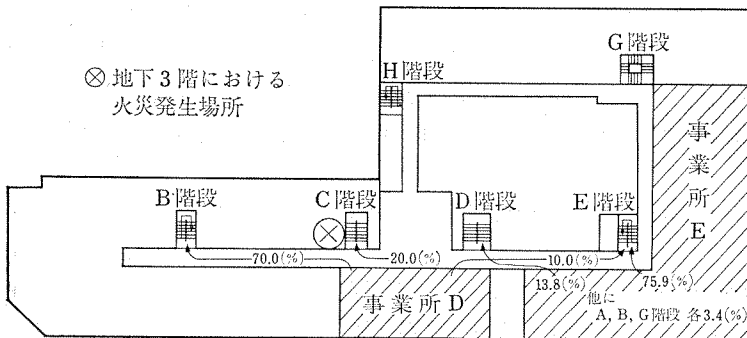 G階段
⊗ 地下3階における
火災発生場所
H階段
事業所E
B階段
C階段
D階段
E階段
70.0(%)
20.0(%)
10.0(%)
13.8(%)
75.9(%)
事業所D
他に
A, B, G階段 各3.4(%)